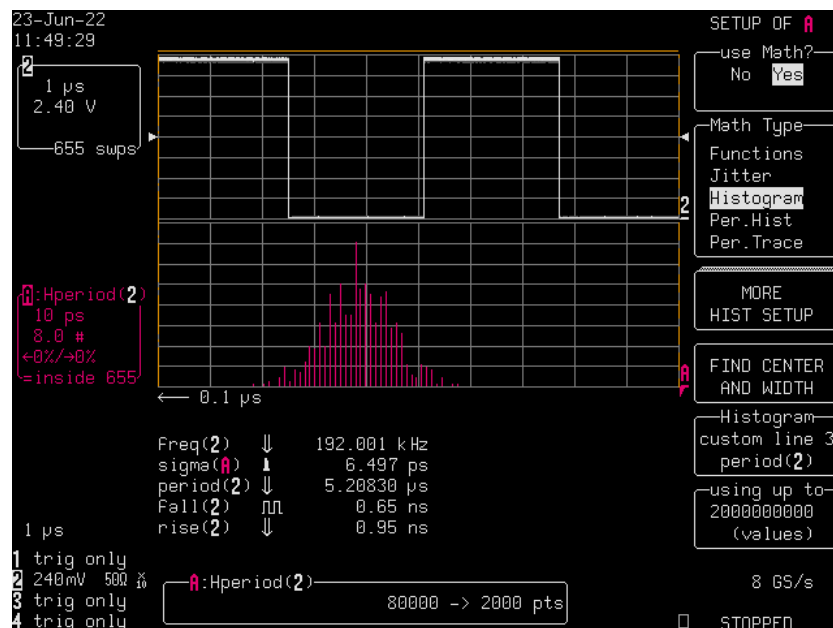 23-Jun-22
11:49:29
2
1 µs
2.40 V
655 swps
2
A:Hperiod(2)
10 ps
8.0 #
←0%/→0%
=inside 655
A
← 0.1 µs
Freq(2) ⇓ 192.001 kHz
sigma(A) 6.497 ps
period(2) ⇓ 5.20830 µs
Fall(2) 0.65 ns
rise(2) ⇓ 0.95 ns
1 µs
1 trig only
2 240mV 50Ω X10
3 trig only
4 trig only
A:Hperiod(2)
80000 -> 2000 pts
SETUP OF A
use Math?
No Yes
Math Type
Functions
Jitter
Histogram
Per.Hist
Per.Trace
MORE
HIST SETUP
FIND CENTER
AND WIDTH
Histogram
custom line 3
period(2)
using up to
2000000000
(values)
8 GS/s
STOPPED